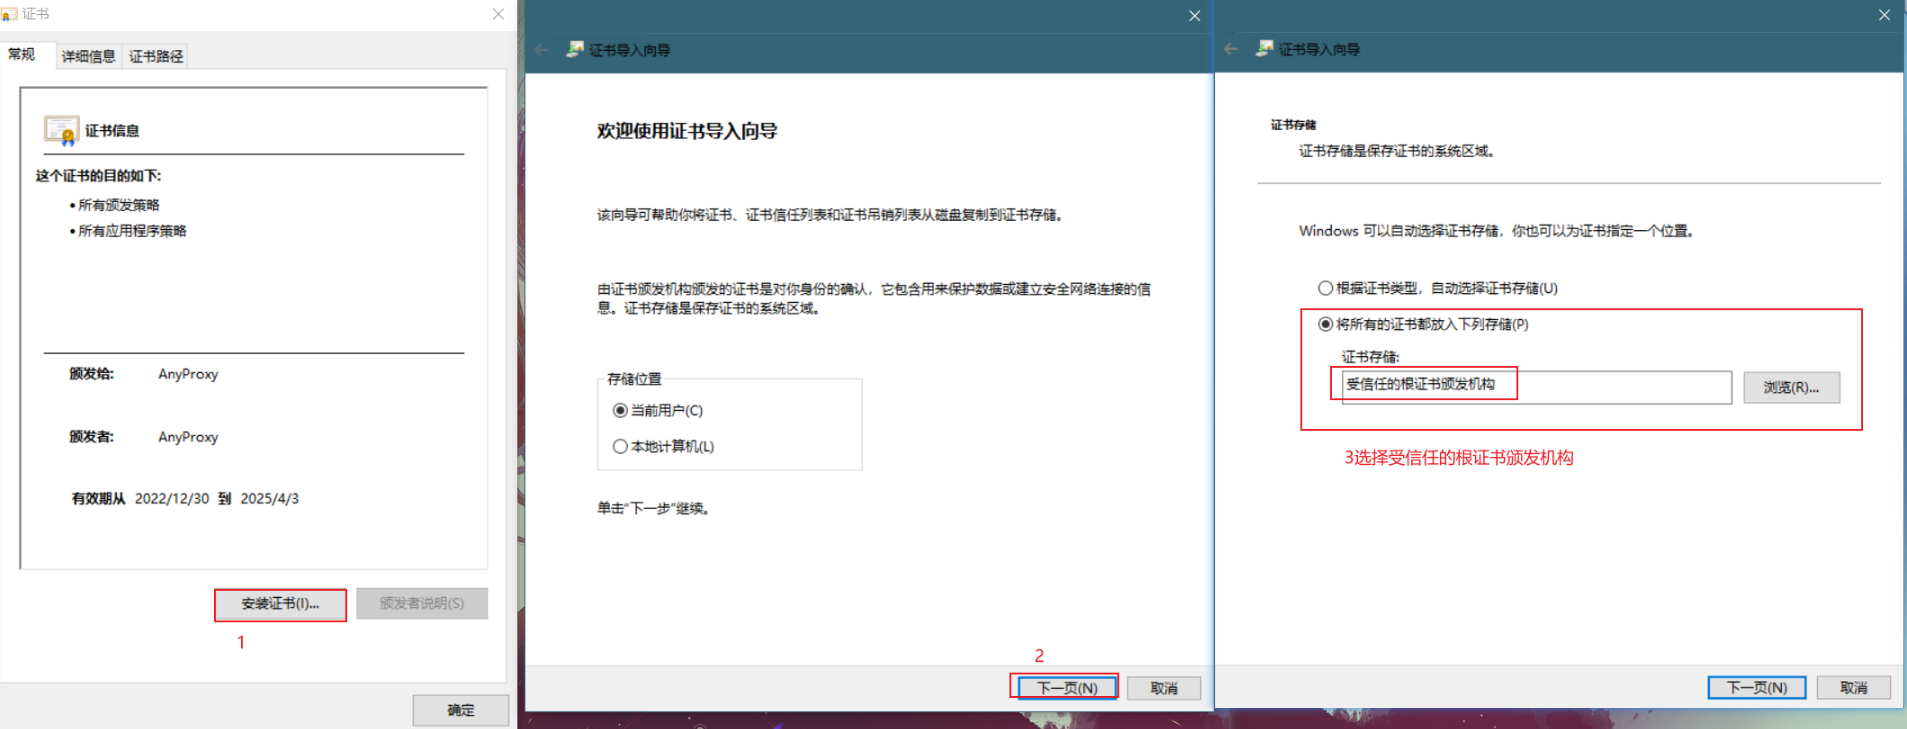 证书
常规
详细信息
证书路径
证书信息
这个证书的目的如下:
• 所有颁发策略
• 所有应用程序策略
颁发给: AnyProxy
颁发者: AnyProxy
有效期从 2022/12/30 到 2025/4/3
安装证书(I)...
颁发者说明(S)
1
确定
证书导入向导
欢迎使用证书导入向导
该向导可帮助你将证书、证书信任列表和证书吊销列表从磁盘复制到证书存储。
由证书颁发机构颁发的证书是对你身份的确认，它包含用来保护数据或建立安全网络连接的信
息。证书存储是保存证书的系统区域。
存储位置
当前用户(C)
本地计算机(L)
单击“下一步”继续。
2
下一页(N)
取消
证书导入向导
证书存储
证书存储是保存证书的系统区域。
Windows 可以自动选择证书存储，你也可以为证书指定一个位置。
根据证书类型，自动选择证书存储(U)
将所有的证书都放入下列存储(P)
证书存储:
受信任的根证书颁发机构
浏览(R)...
3选择受信任的根证书颁发机构
下一页(N)
取消